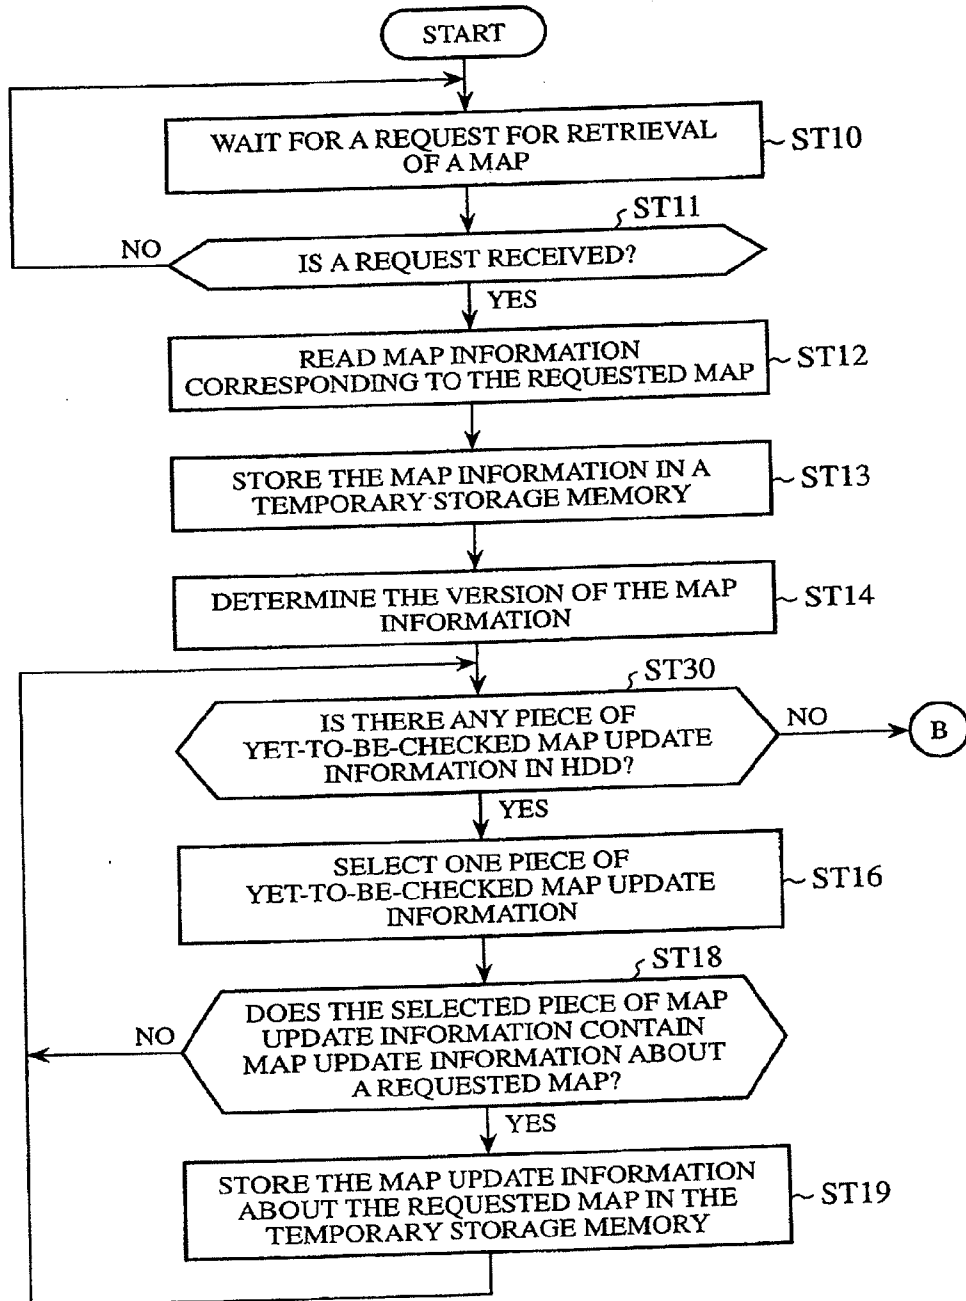 START
WAIT FOR A REQUEST FOR RETRIEVAL
OF A MAP
ST10
ST11
NO
IS A REQUEST RECEIVED?
YES
READ MAP INFORMATION
CORRESPONDING TO THE REQUESTED MAP
ST12
STORE THE MAP INFORMATION IN A
TEMPORARY STORAGE MEMORY
ST13
DETERMINE THE VERSION OF THE MAP
INFORMATION
ST14
ST30
IS THERE ANY PIECE OF
YET-TO-BE-CHECKED MAP UPDATE
INFORMATION IN HDD?
NO
B
YES
SELECT ONE PIECE OF
YET-TO-BE-CHECKED MAP UPDATE
INFORMATION
ST16
ST18
DOES THE SELECTED PIECE OF MAP
UPDATE INFORMATION CONTAIN
MAP UPDATE INFORMATION ABOUT
A REQUESTED MAP?
NO
YES
STORE THE MAP UPDATE INFORMATION
ABOUT THE REQUESTED MAP IN THE
TEMPORARY STORAGE MEMORY
ST19